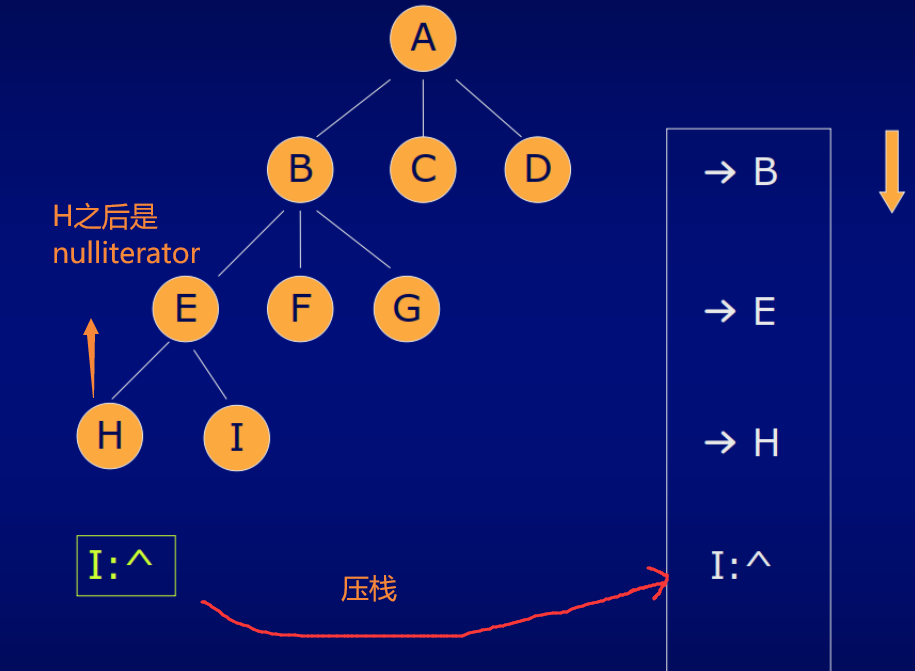 A
B C D
→ B
H之后是
nulliterator
E F G
→ E
H I
→ H
I:^
I:^
压栈